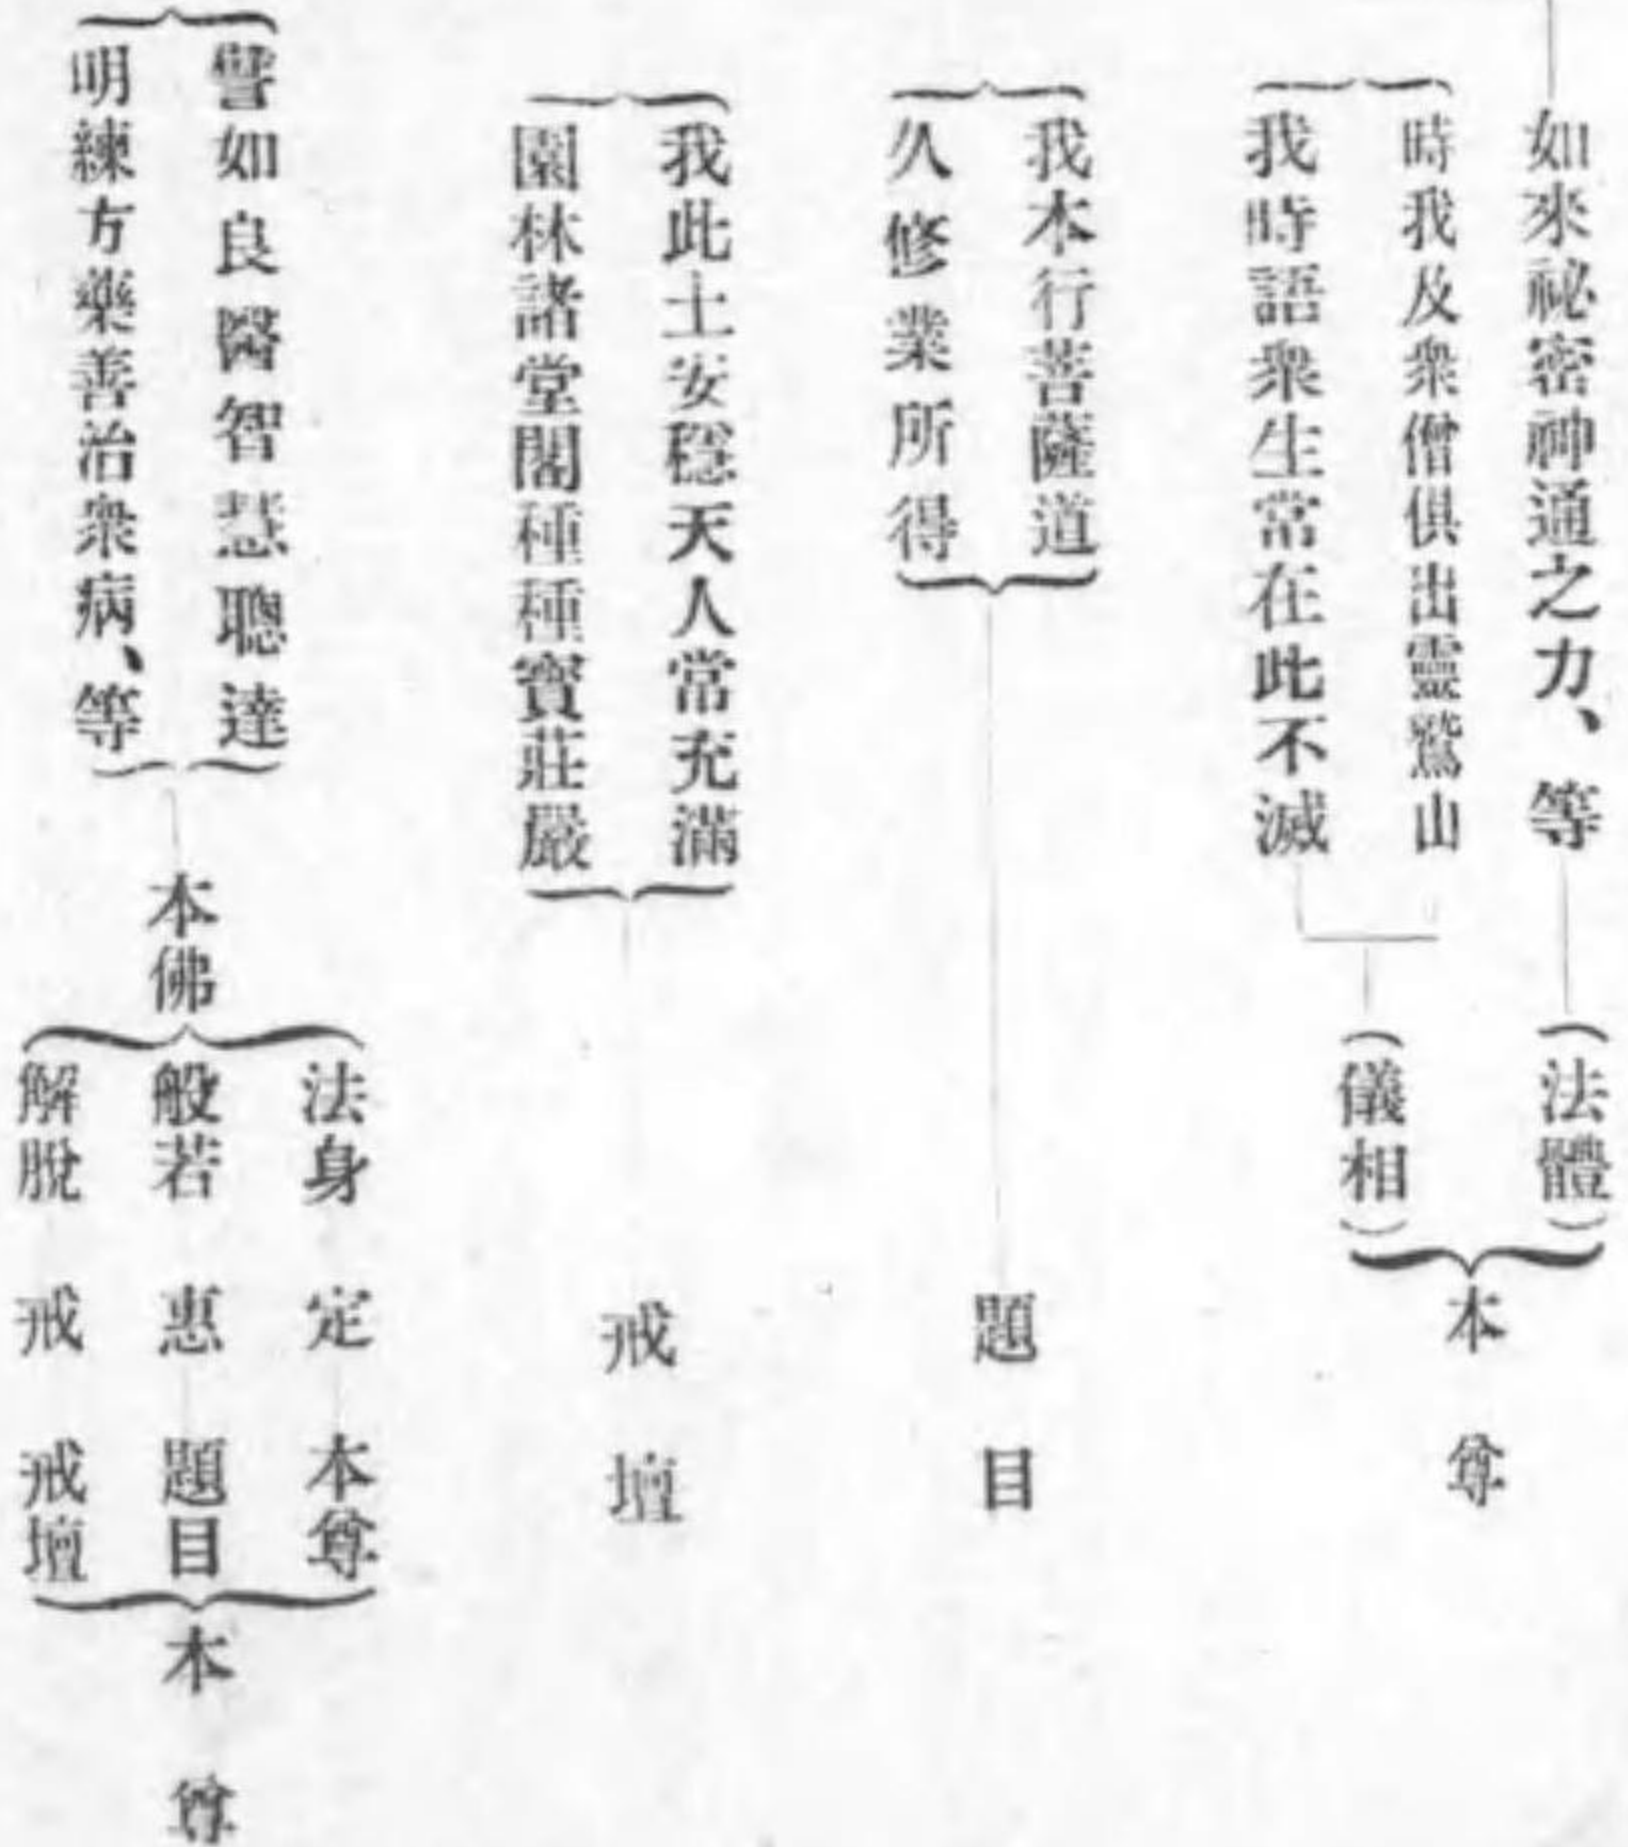 如來祕密神通之力、等
(法體)
時我及衆僧俱出靈鷲山
我時語衆生常在此不滅
(儀相)
本尊
我本行菩薩道
久修業所得
題目
我此土安穩天人常充滿
園林諸堂閣種種寶莊嚴
戒壇
譬如良醫智慧聰達
明練方藥善治衆病、等
本佛
法身 定 本尊
般若 惠 題目
解脫 戒 戒壇
本尊